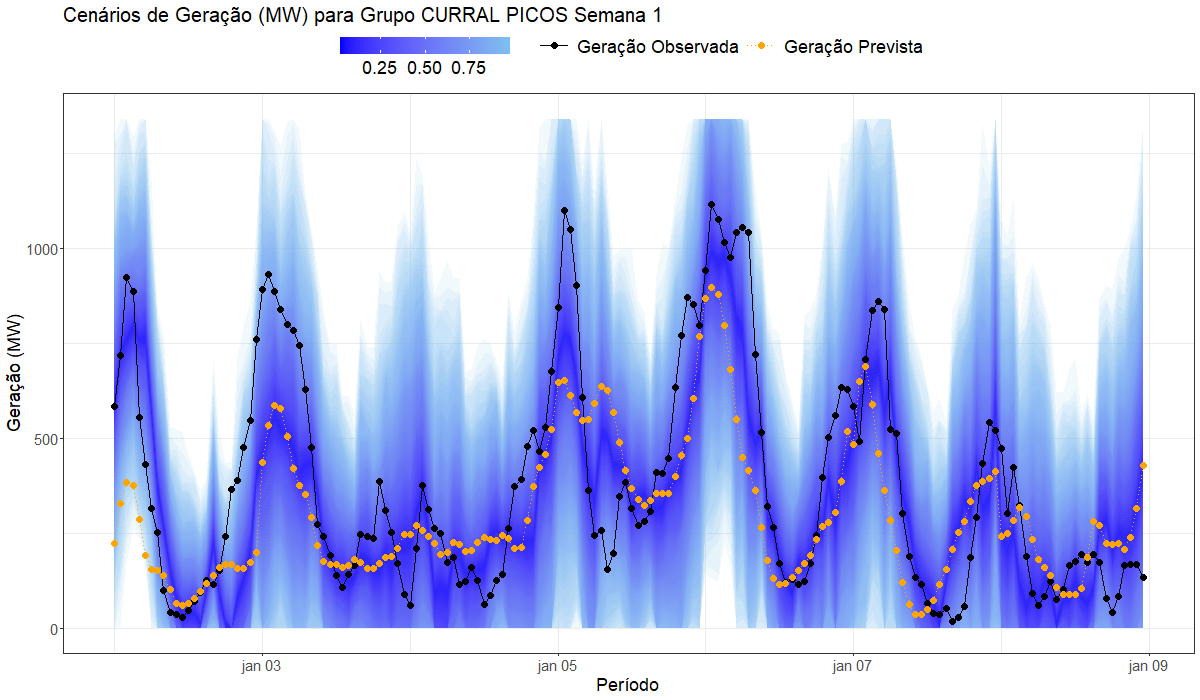 Cenários de Geração (MW) para Grupo CURRAL PICOS Semana 1
0.25 0.50 0.75 Geração Observada Geração Prevista
Geração (MW)
1000
500
0
jan 03 jan 05 jan 07 jan 09
Período